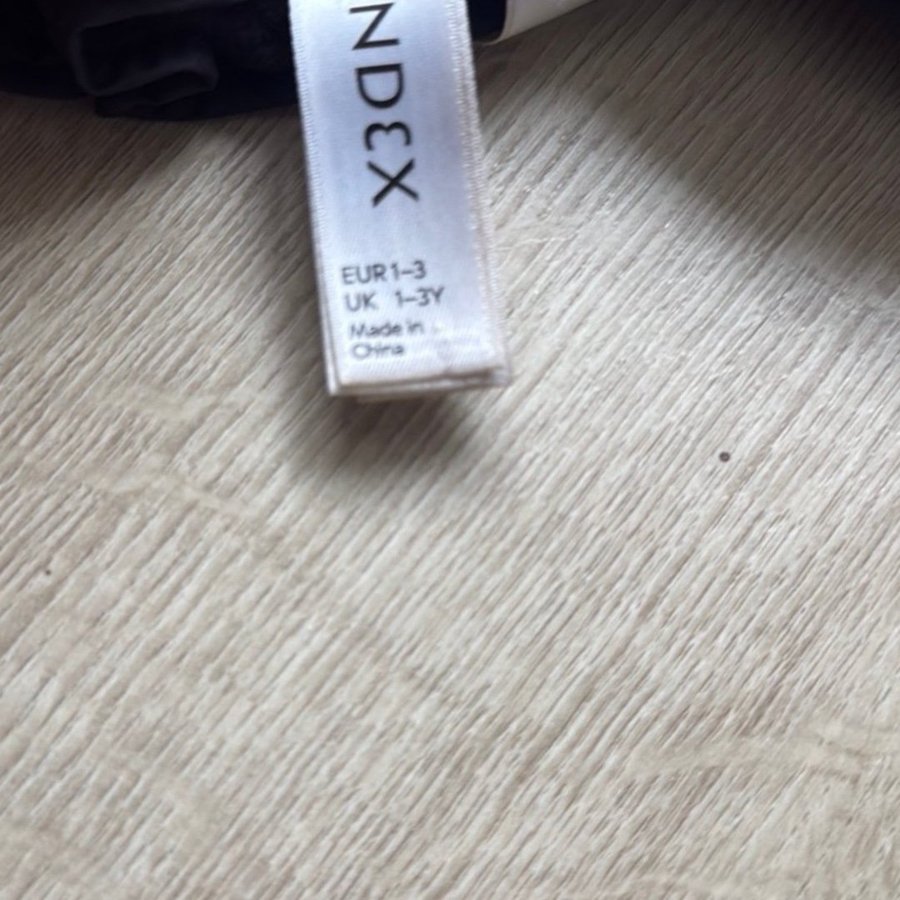 NDEX
EUR 1–3
UK 1–3Y
Made in
China